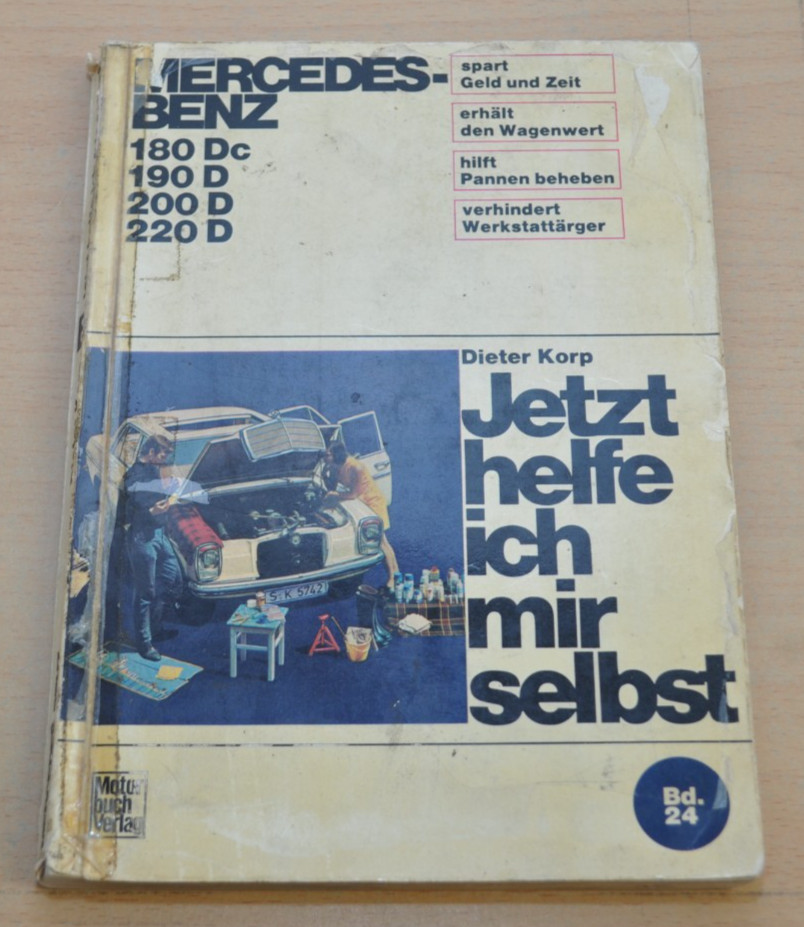 MERCEDES-
BENZ
180 Dc
190 D
200 D
220 D
spart
Geld und Zeit
erhält
den Wagenwert
hilft
Pannen beheben
verhindert
Werkstattärger
Dieter Korp
Jetzt
helfe
ich
mir
selbst
S-K 5742
Motor
buch
Verlag
Bd.
24